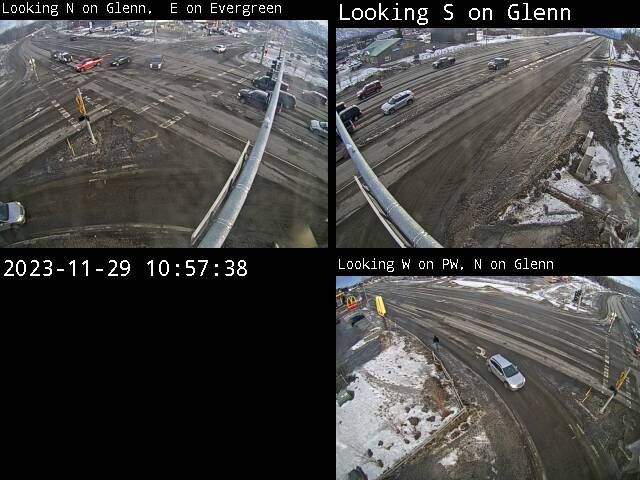 Looking N on Glenn,  E on Evergreen
Looking S on Glenn
2023-11-29 10:57:38
Looking W on PW, N on Glenn